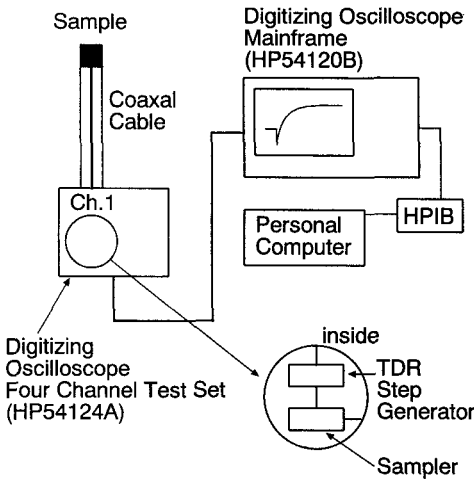 Sample
Digitizing Oscilloscope
Mainframe
(HP54120B)
Coaxal
Cable
Ch.1
HPIB
Personal
Computer
inside
Digitizing
Oscilloscope
Four Channel Test Set
(HP54124A)
TDR
Step
Generator
Sampler